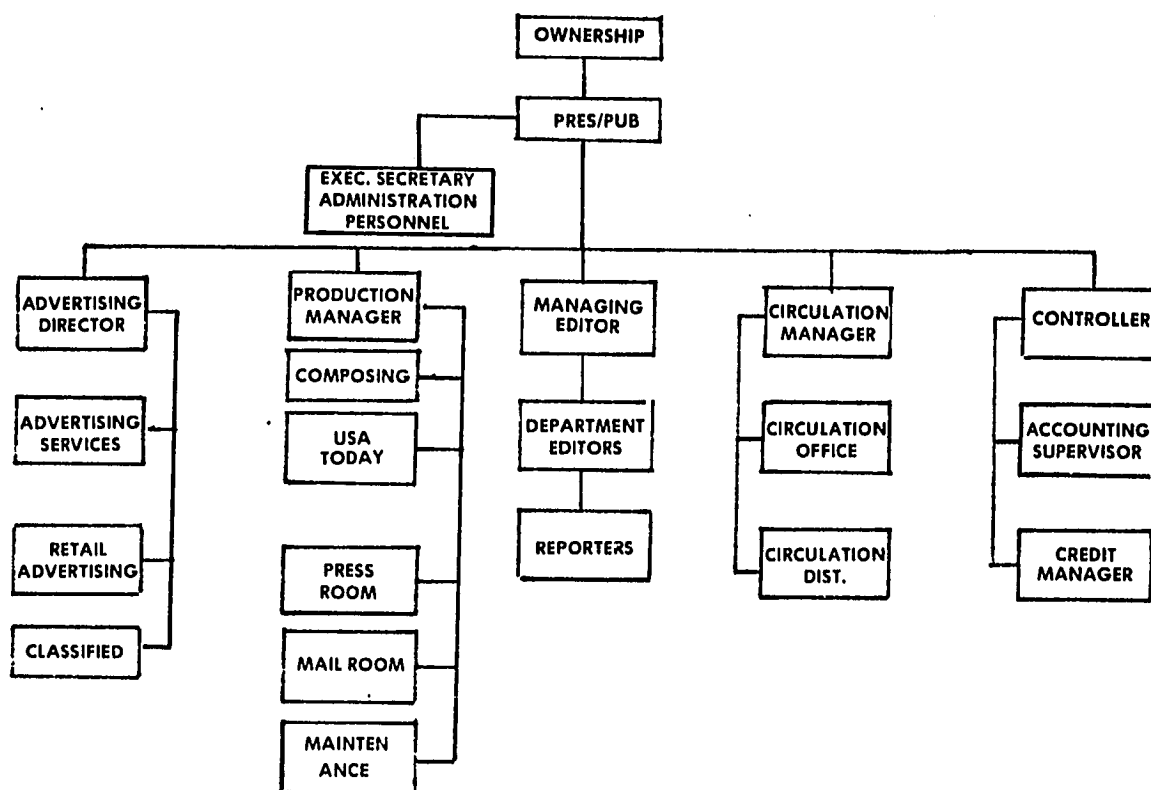 OWNERSHIP
PRES/PUB
EXEC. SECRETARY
ADMINISTRATION
PERSONNEL
ADVERTISING
DIRECTOR
ADVERTISING
SERVICES
RETAIL
ADVERTISING
CLASSIFIED
PRODUCTION
MANAGER
COMPOSING
USA
TODAY
PRESS
ROOM
MAIL ROOM
MAINTEN
ANCE
MANAGING
EDITOR
DEPARTMENT
EDITORS
REPORTERS
CIRCULATION
MANAGER
CIRCULATION
OFFICE
CIRCULATION
DIST.
CONTROLLER
ACCOUNTING
SUPERVISOR
CREDIT
MANAGER